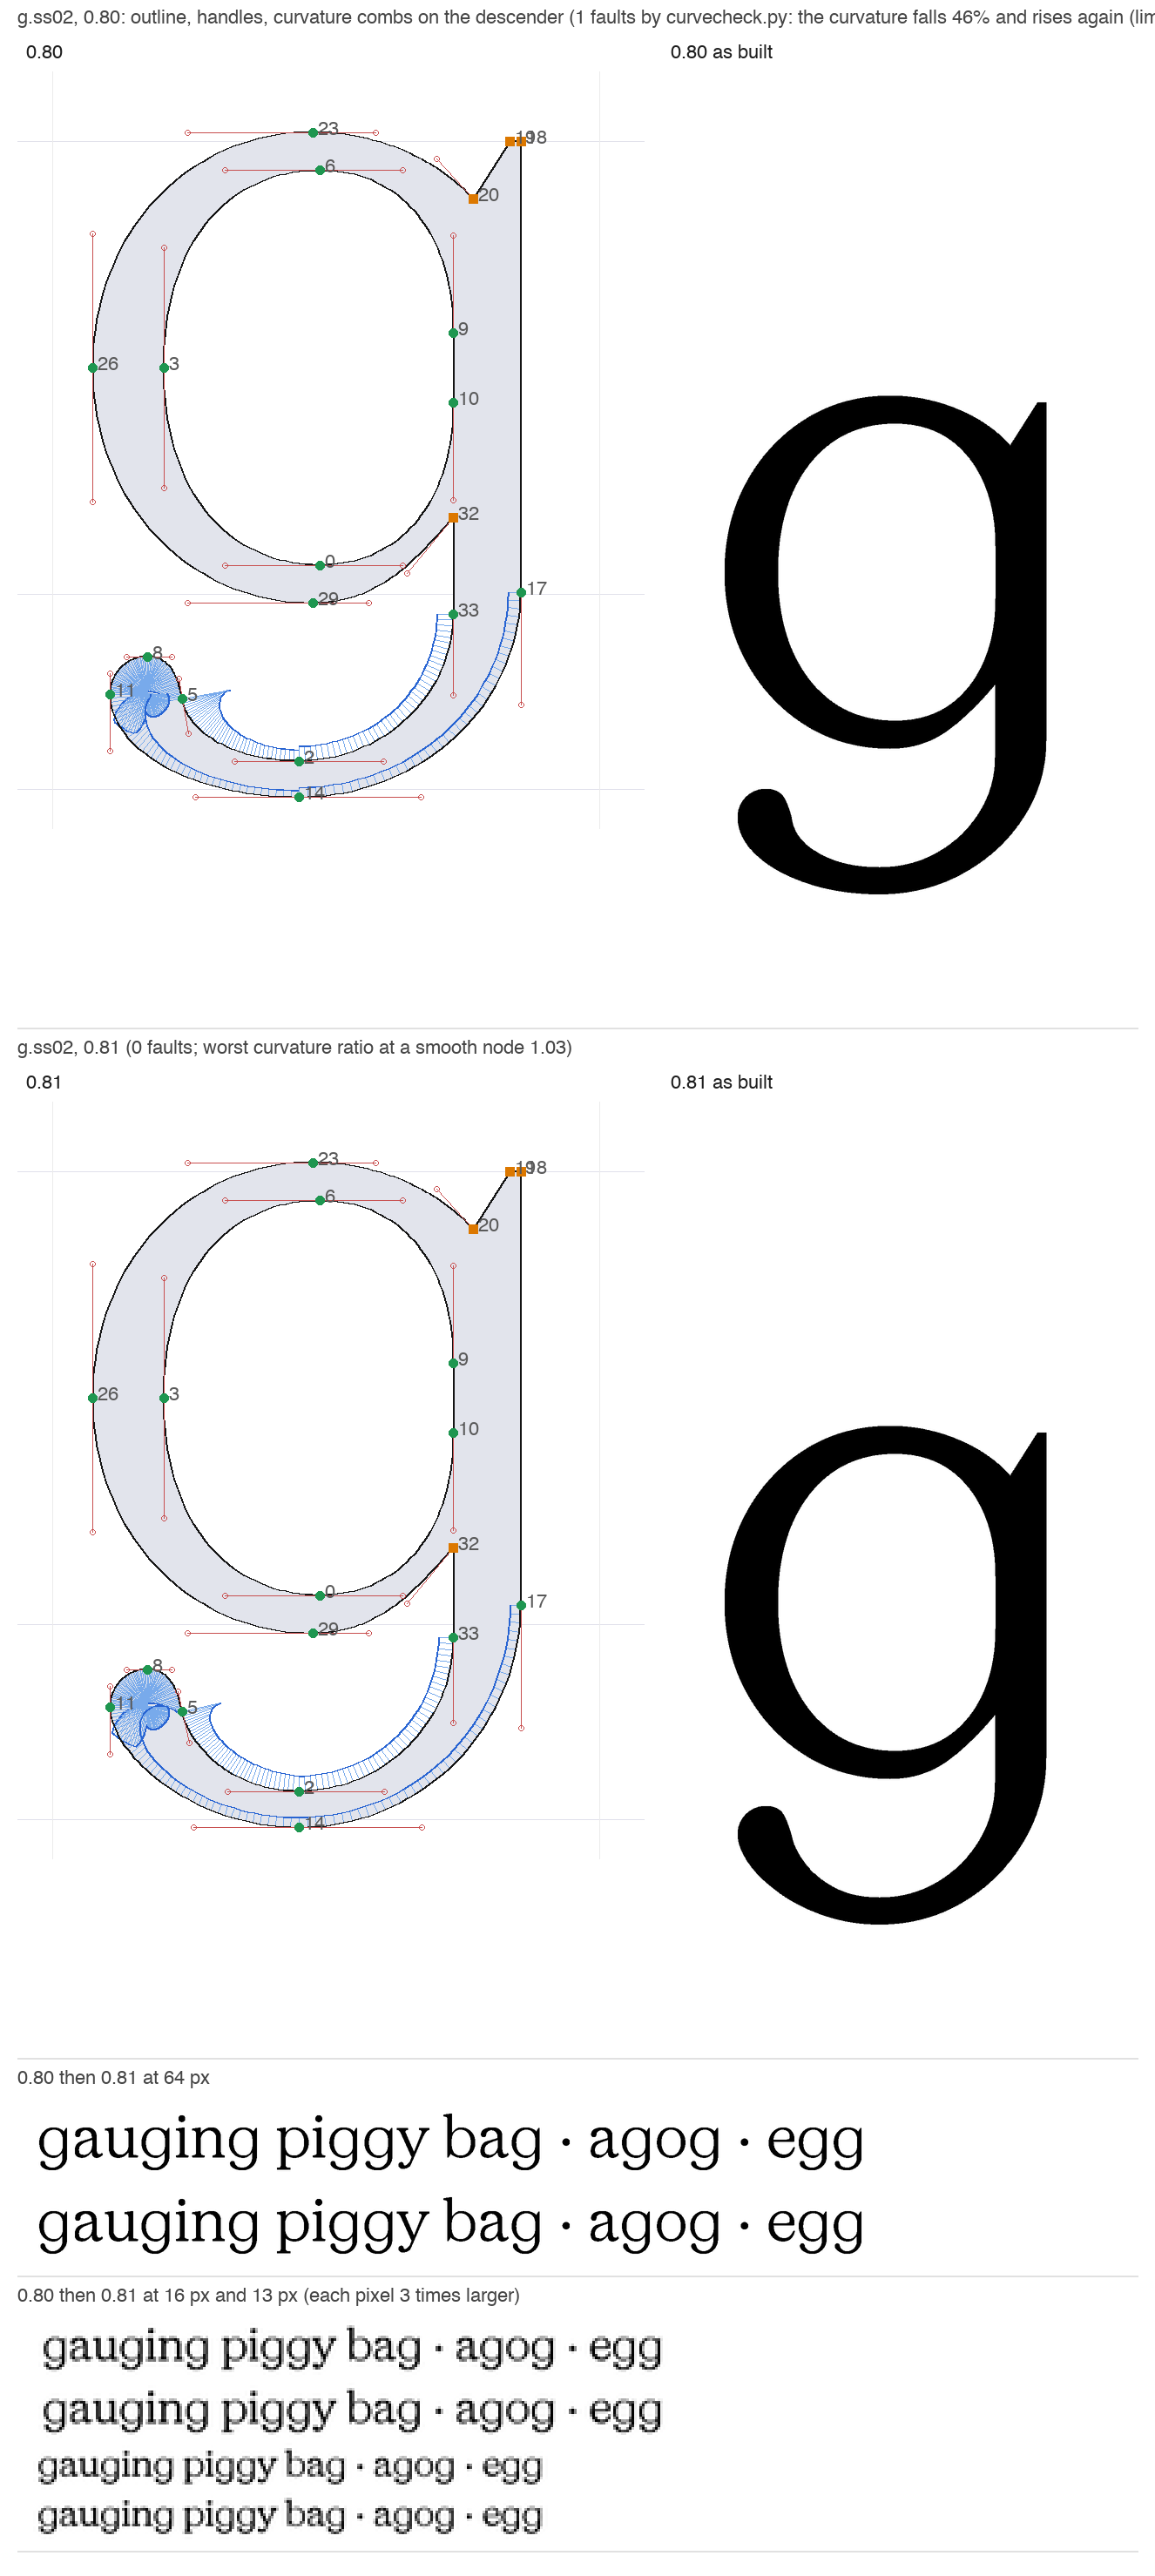 g.ss02, 0.80: outline, handles, curvature combs on the descender (1 faults by curvecheck.py: the curvature falls 46% and rises again (lim
0.80
0.80 as built
23
6
20
9
26
3
10
32
0
29
17
33
8
11
5
2
14
g.ss02, 0.81 (0 faults; worst curvature ratio at a smooth node 1.03)
0.81
0.81 as built
23
6
20
9
26
3
10
32
0
29
17
33
8
11
5
2
14
g
g
0.80 then 0.81 at 64 px
gauging piggy bag · agog · egg
gauging piggy bag · agog · egg
0.80 then 0.81 at 16 px and 13 px (each pixel 3 times larger)
gauging piggy bag · agog · egg
gauging piggy bag · agog · egg
gauging piggy bag · agog · egg
gauging piggy bag · agog · egg